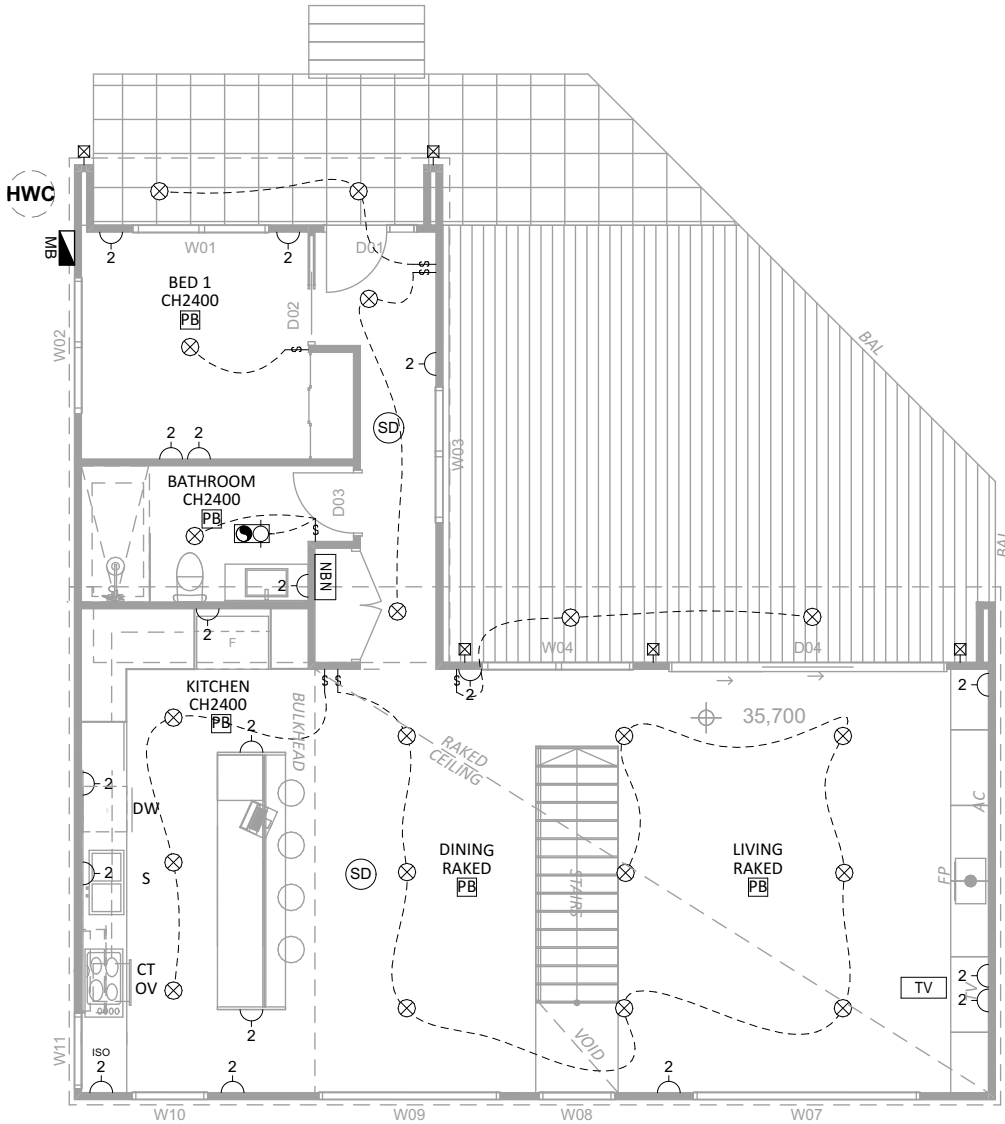 HWC
MB
2
W01
2
D01
S
S
BED 1
CH2400
PB
D02
W02
S
2
BAL
2
2
SD
W03
BATHROOM
CH2400
PB
D03
S
BAL
2
NBN
2
F
W04
D04
S
2
S
S
2
KITCHEN
CH2400
PB
2
BULKHEAD
35,700
RAKED
CEILING
2
DW
AC
2
S
SD
DINING
RAKED
PB
STAIRS
LIVING
RAKED
PB
FP
CT
OV
TV
2
2
TV
2
VOID
ISO
2
2
2
W11
W10
W09
W08
W07